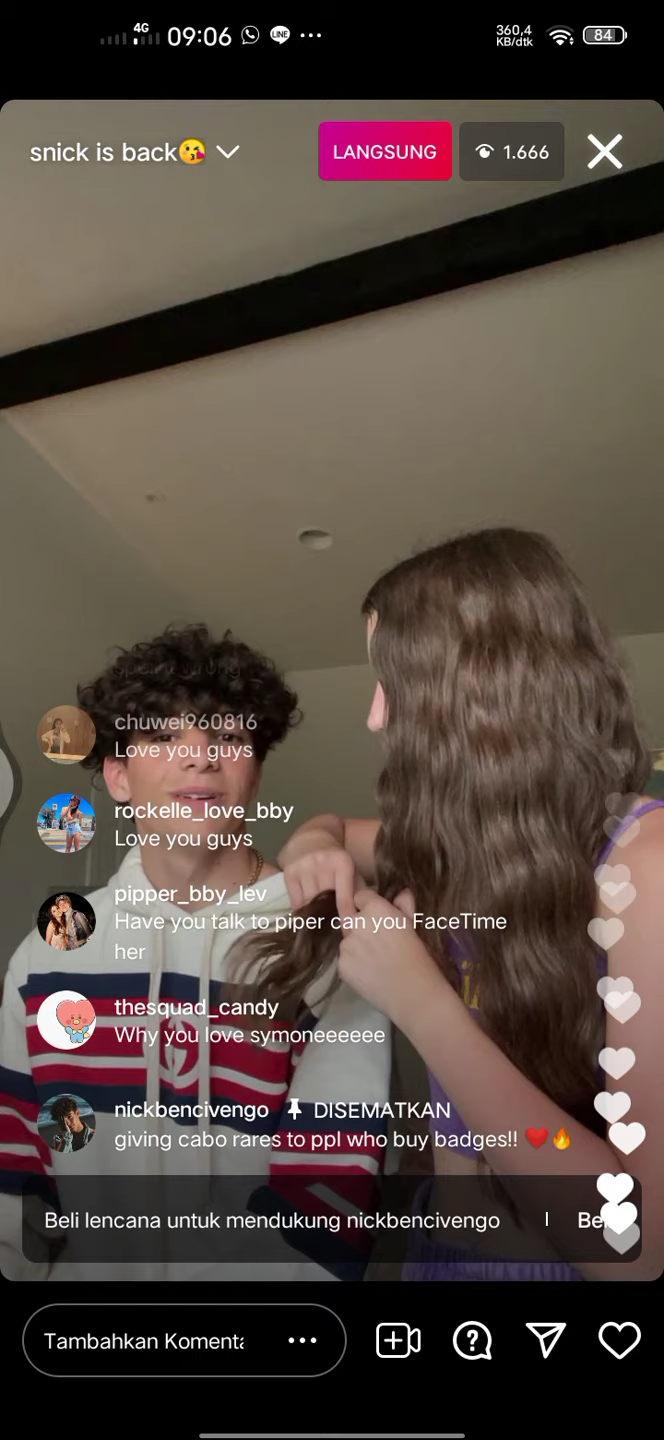 4G
09:06
LINE
360,4
KB/dtk
84
snick is back😘
LANGSUNG
1.666
chuwei960816
Love you guys
rockelle_love_bby
Love you guys
pipper_bby_lev
Have you talk to piper can you FaceTime
her
thesquad_candy
Why you love symoneeeeee
nickbencivengo DISEMATKAN
giving cabo rares to ppl who buy badges!! ❤️🔥
Beli lencana untuk mendukung nickbencivengo
Tambahkan Komenta